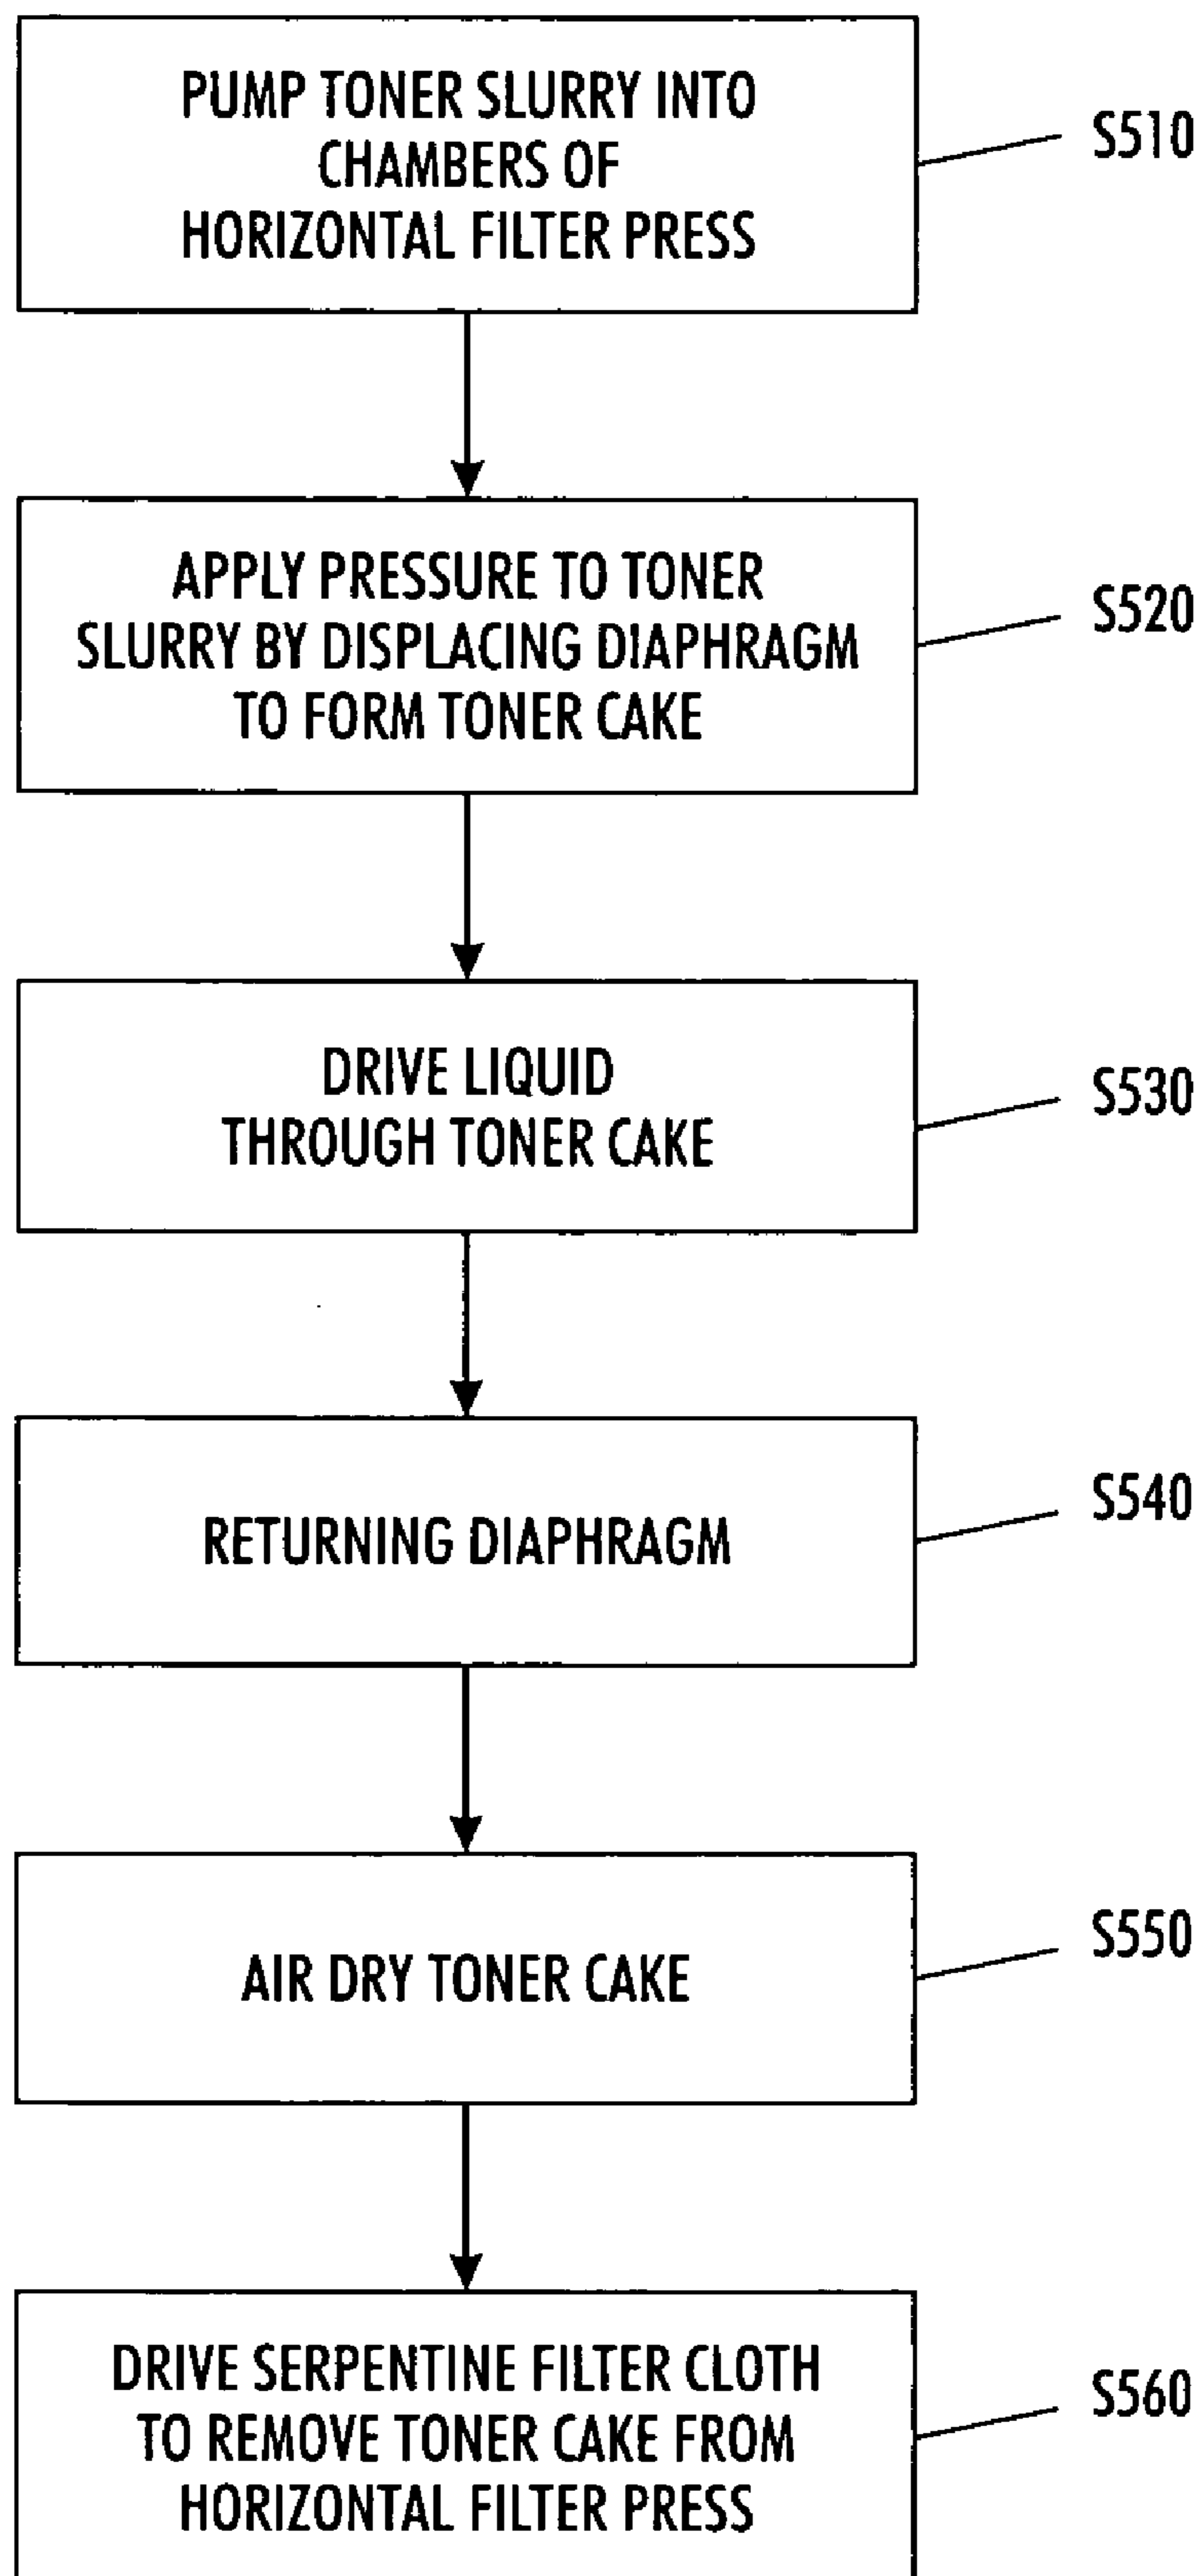 PUMP TONER SLURRY INTO
CHAMBERS OF
HORIZONTAL FILTER PRESS
S510
APPLY PRESSURE TO TONER
SLURRY BY DISPLACING DIAPHRAGM
TO FORM TONER CAKE
S520
DRIVE LIQUID
THROUGH TONER CAKE
S530
RETURNING DIAPHRAGM
S540
AIR DRY TONER CAKE
S550
DRIVE SERPENTINE FILTER CLOTH
TO REMOVE TONER CAKE FROM
HORIZONTAL FILTER PRESS
S560